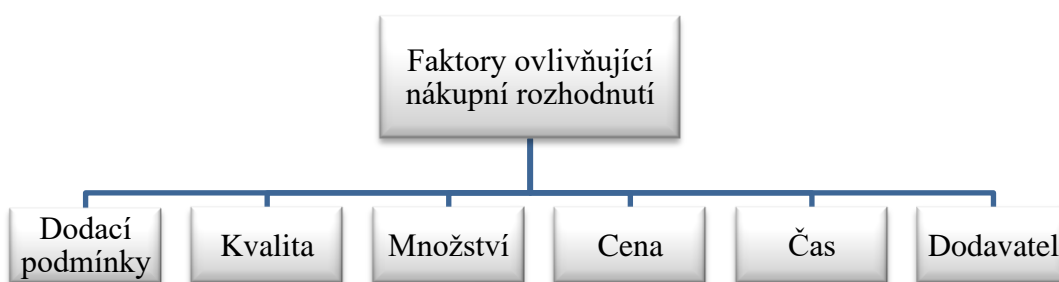 Faktory ovlivňující
nákupní rozhodnutí
Dodací
podmínky
Kvalita
Množství
Cena
Čas
Dodavatel